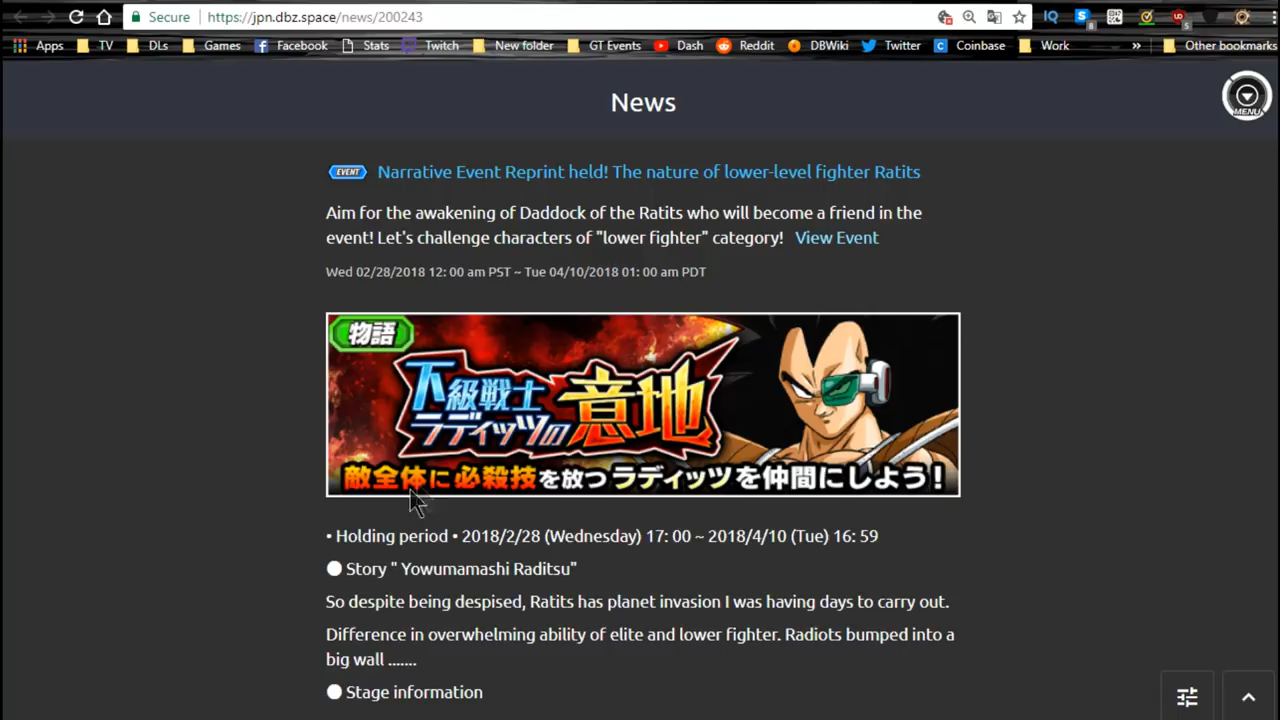 Secure https://jpn.dbz.space/news/200243
Apps TV DLs Games Facebook Stats Twitch New folder GT Events Dash Reddit DBWiki Twitter Coinbase Work » Other bookmarks
News
MENU
EVENT Narrative Event Reprint held! The nature of lower-level fighter Ratits
Aim for the awakening of Daddock of the Ratits who will become a friend in the
event! Let's challenge characters of "lower fighter" category! View Event
Wed 02/28/2018 12: 00 am PST ~ Tue 04/10/2018 01: 00 am PDT
物語
下級戦士
ラディッツの意地
敵全体に必殺技を放つラディッツを仲間にしよう!
• Holding period • 2018/2/28 (Wednesday) 17: 00 ~ 2018/4/10 (Tue) 16: 59
Story " Yowumamashi Raditsu"
So despite being despised, Ratits has planet invasion I was having days to carry out.
Difference in overwhelming ability of elite and lower fighter. Radiots bumped into a
big wall .......
Stage information